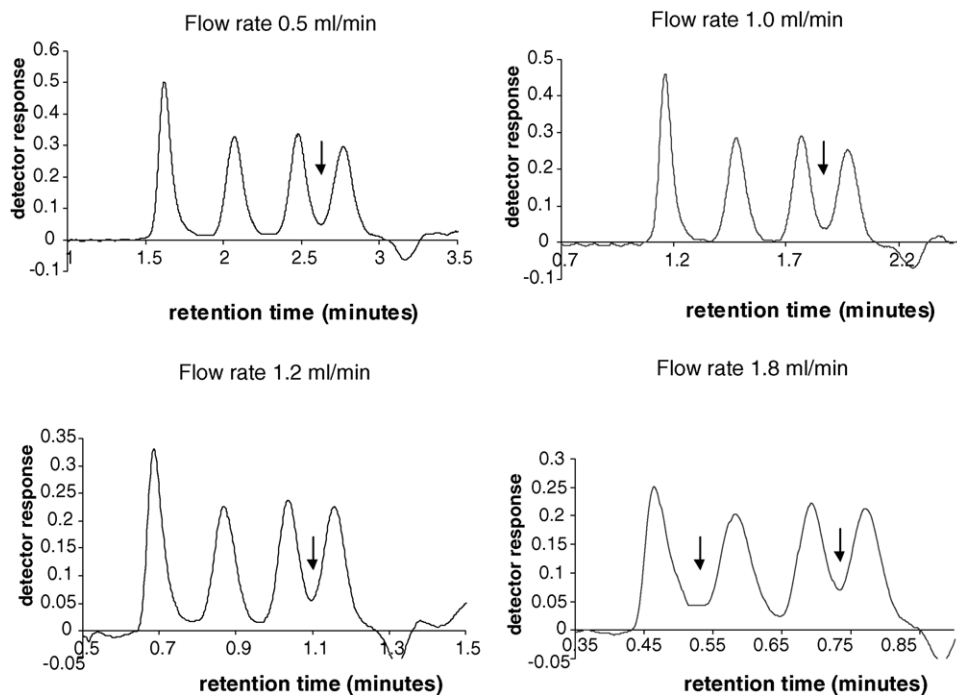 Flow rate 0.5 ml/min
detector response
0.6
0.5
0.4
0.3
0.2
0.1
0
-0.1
1 1.5 2 2.5 3 3.5
retention time (minutes)
Flow rate 1.0 ml/min
detector response
0.5
0.4
0.3
0.2
0.1
0
-0.1
0.7 1.2 1.7 2.2
retention time (minutes)
Flow rate 1.2 ml/min
detector response
0.35
0.3
0.25
0.2
0.15
0.1
0.05
0
-0.05
0.5 0.7 0.9 1.1 1.3 1.5
retention time (minutes)
Flow rate 1.8 ml/min
detector response
0.3
0.25
0.2
0.15
0.1
0.05
0
-0.05
0.35 0.45 0.55 0.65 0.75 0.85
retention time (minutes)